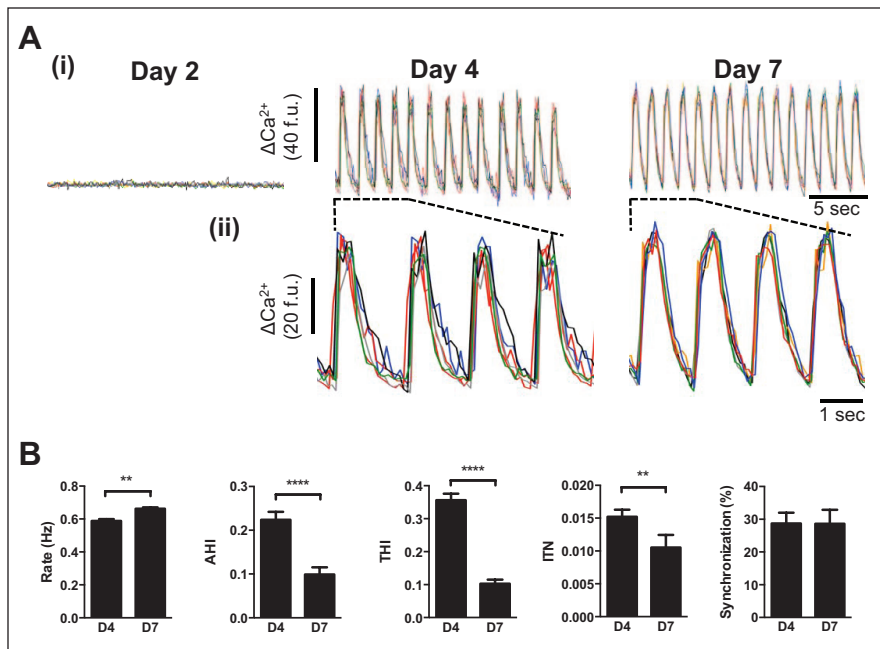 A
(i)
Day 2
Day 4
Day 7
ΔCa2+
(40 f.u.)
5 sec
(ii)
ΔCa2+
(20 f.u.)
1 sec
B
Rate (Hz)
0.8
0.6
0.4
0.2
0.0
**
D4 D7
AHI
0.3
0.2
0.1
0.0
****
D4 D7
THI
0.4
0.3
0.2
0.1
0.0
****
D4 D7
ITN
0.020
0.015
0.010
0.005
0.000
**
D4 D7
Synchronization (%)
40
30
20
10
0
D4 D7